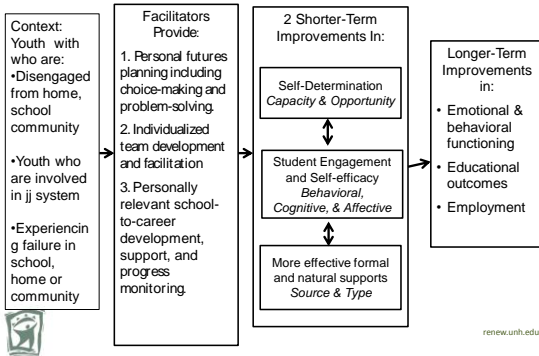 Context:
Youth with
who are:
•Disengaged
from home,
school
community
•Youth who
are involved
in jj system
•Experiencin
g failure in
school,
home or
community
Facilitators
Provide:
1. Personal futures
planning including
choice-making and
problem-solving.
2. Individualized
team development
and facilitation
3. Personally
relevant school-
to-career
development,
support, and
progress
monitoring.
2 Shorter-Term
Improvements In:
Self-Determination
Capacity & Opportunity
Student Engagement
and Self-efficacy
Behavioral,
Cognitive, & Affective
More effective formal
and natural supports
Source & Type
Longer-Term
Improvements
in:
• Emotional &
behavioral
functioning
• Educational
outcomes
• Employment
renew.unh.edu